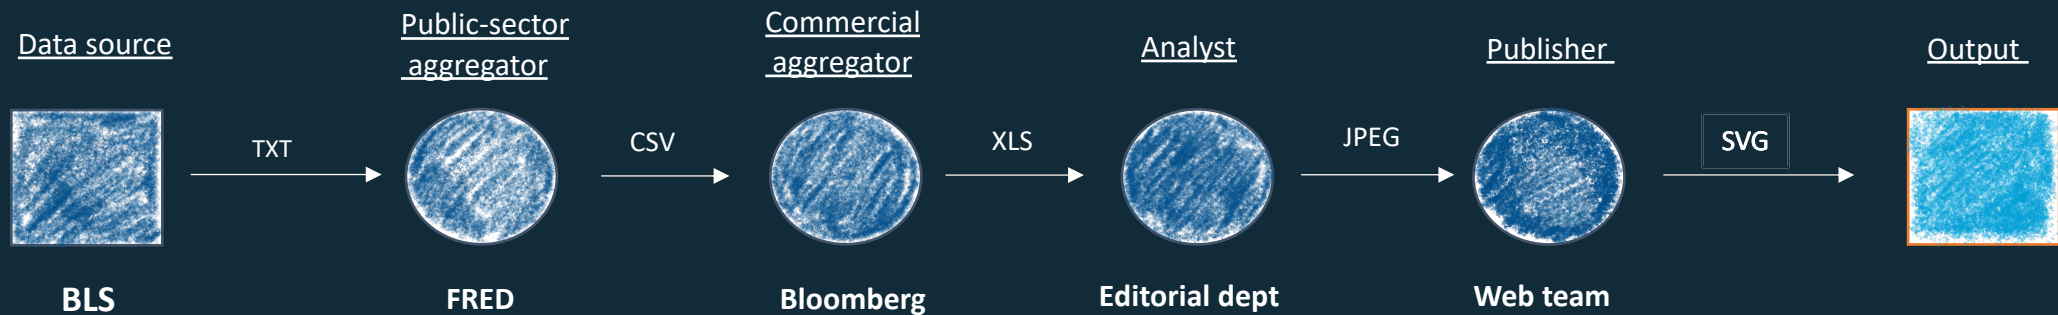 Data source
Public-sector
aggregator
Commercial
aggregator
Analyst
Publisher
Output
TXT
CSV
XLS
JPEG
SVG
BLS
FRED
Bloomberg
Editorial dept
Web team